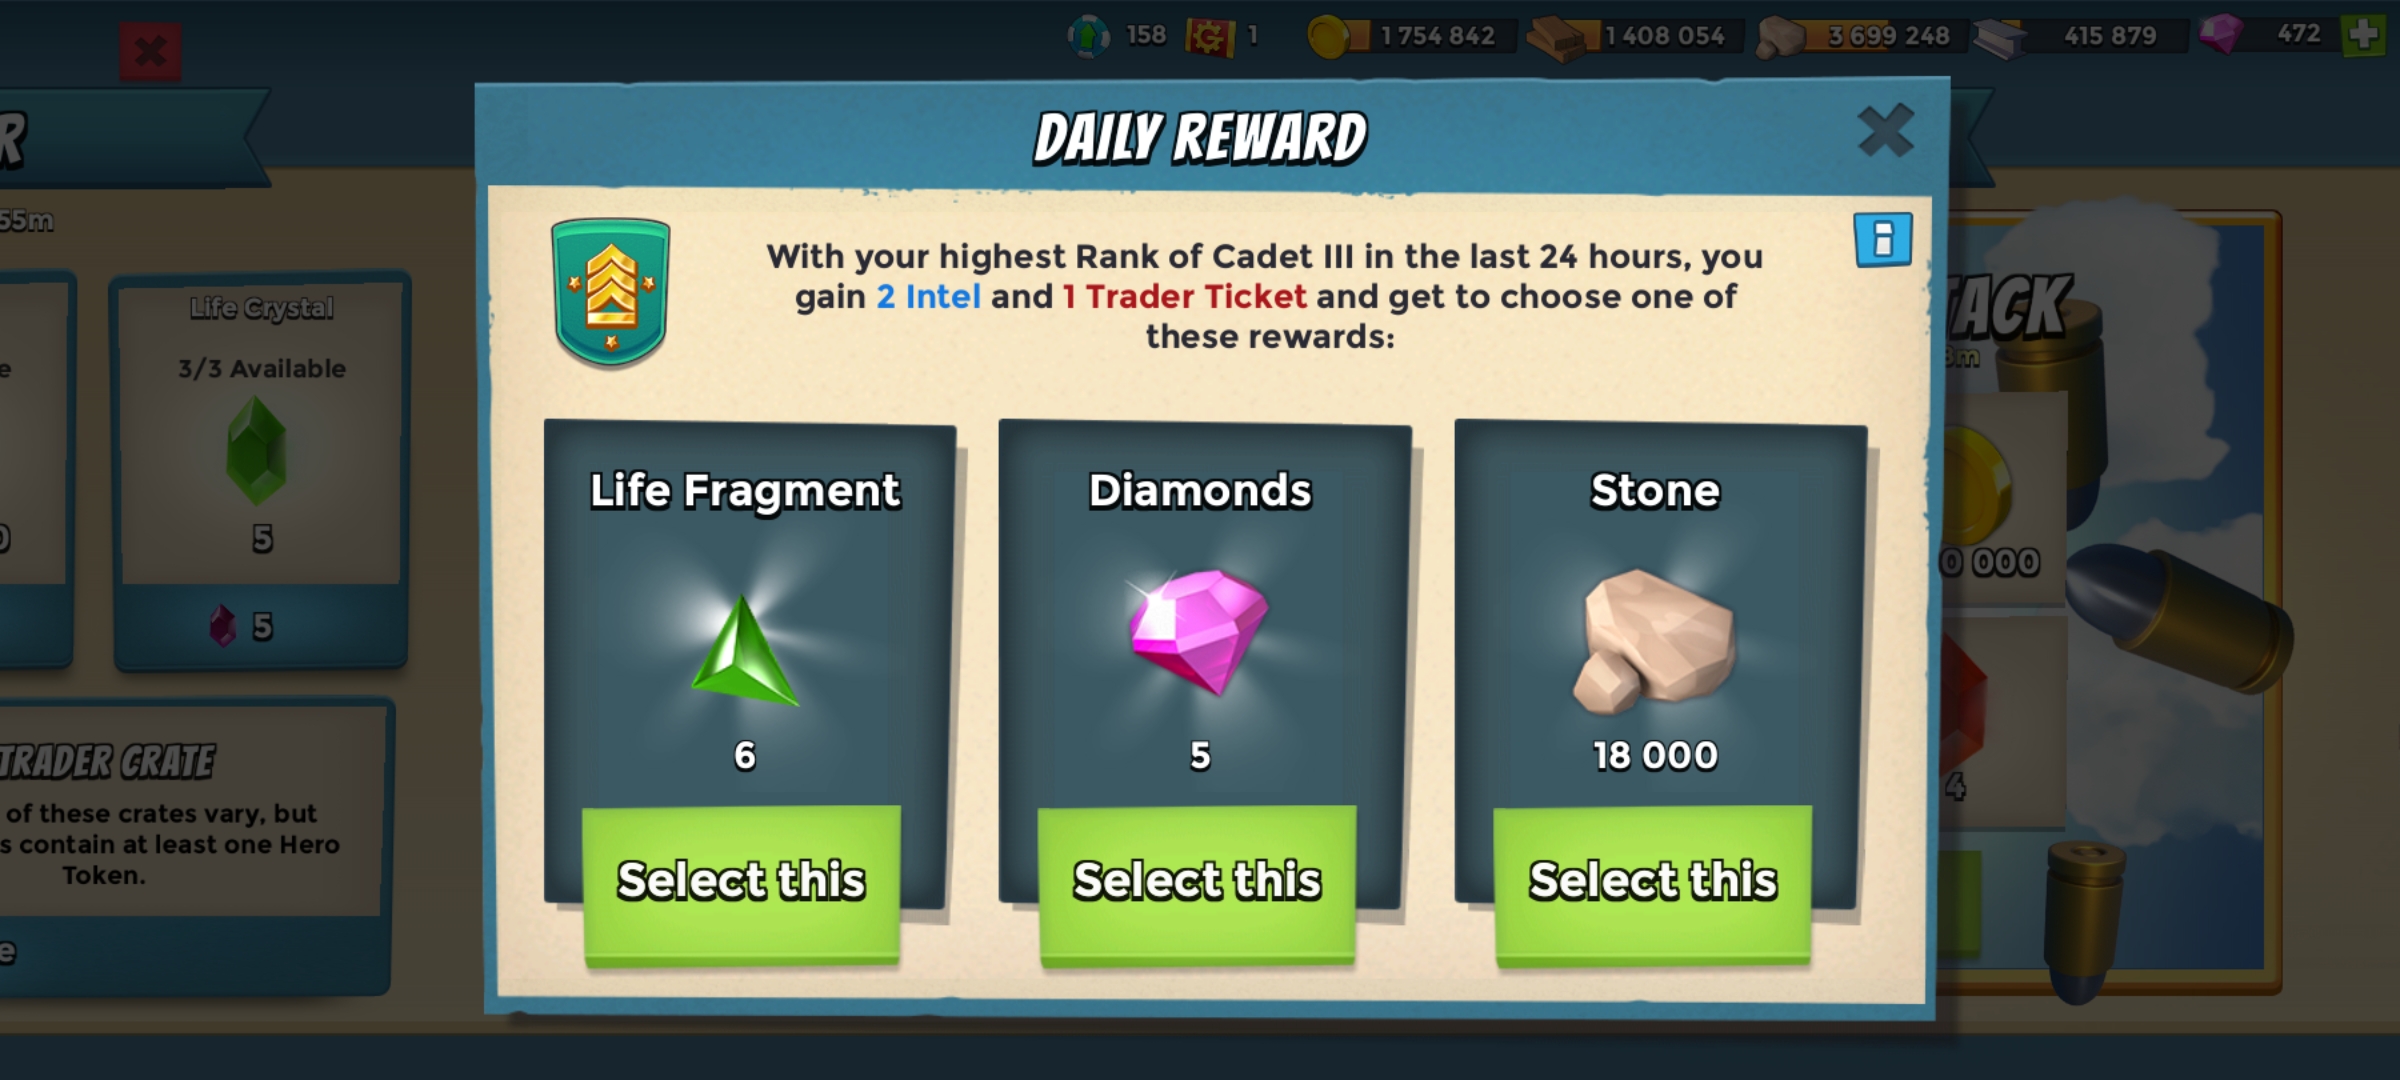 158 1 1 754 842 1 408 054 3 699 248 415 879 472
DAILY REWARD
With your highest Rank of Cadet III in the last 24 hours, you
gain 2 Intel and 1 Trader Ticket and get to choose one of
these rewards:
Life Fragment
6
Select this
Diamonds
5
Select this
Stone
18 000
Select this
55m
Life Crystal
3/3 Available
5
5
TRADER CRATE
of these crates vary, but
s contain at least one Hero
Token.
0 000
4